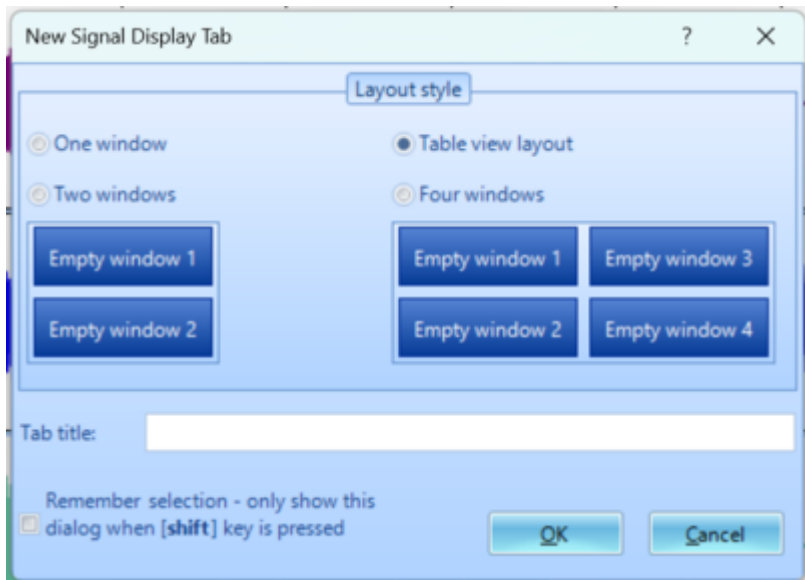 New Signal Display Tab ?
Layout style
One window
Table view layout
Two windows
Four windows
Empty window 1
Empty window 2
Empty window 1 Empty window 3
Empty window 2 Empty window 4
Tab title:
Remember selection - only show this
dialog when [shift] key is pressed
OK
Cancel